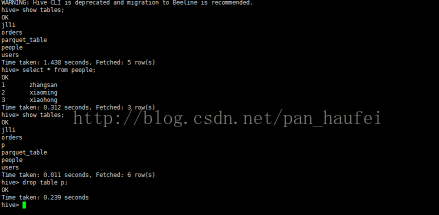 WARNING: Hive CLI is deprecated and migration to Beeline is recommended.
hive> show tables;
OK
jlli
orders
parquet_table
people
users
Time taken: 1.438 seconds, Fetched: 5 row(s)
hive> select * from people;
OK
1 zhangsan
2 xiaoming
3 xiaohong
Time taken: 0.312 seconds, Fetched: 3 row(s)
hive> show tables;
http://blog.csdn.net/pan_haufei
OK
jlli
orders
p
parquet_table
people
users
Time taken: 0.011 seconds, Fetched: 6 row(s)
hive> drop table p;
OK
Time taken: 0.239 seconds
hive>